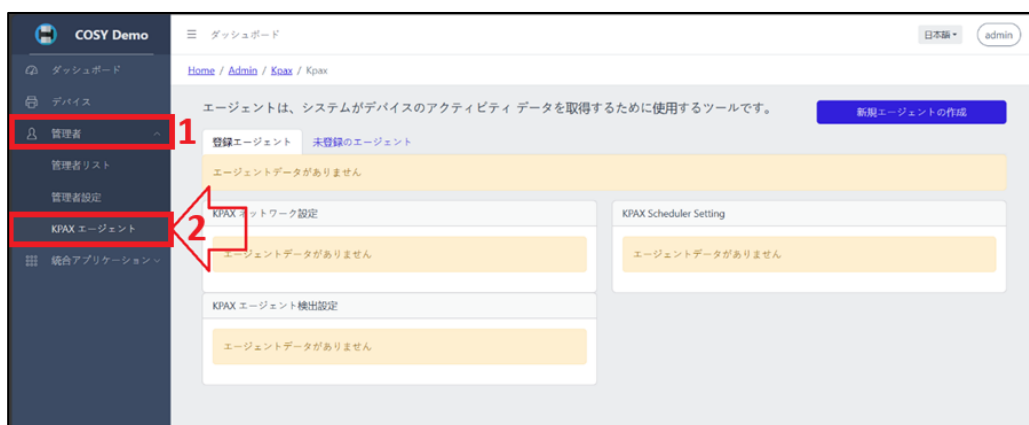 COSY Demo
ダッシュボード
日本語
admin
ダッシュボード
Home / Admin / Kpax / Kpax
デバイス
エージェントは、システムがデバイスのアクティビティ データを取得するために使用するツールです。
新規エージェントの作成
管理者
1
登録エージェント
未登録のエージェント
管理者リスト
エージェントデータがありません
管理者設定
KPAX エージェント
2
KPAX ネットワーク設定
KPAX Scheduler Setting
エージェントデータがありません
エージェントデータがありません
統合アプリケーション
KPAX エージェント検出設定
エージェントデータがありません